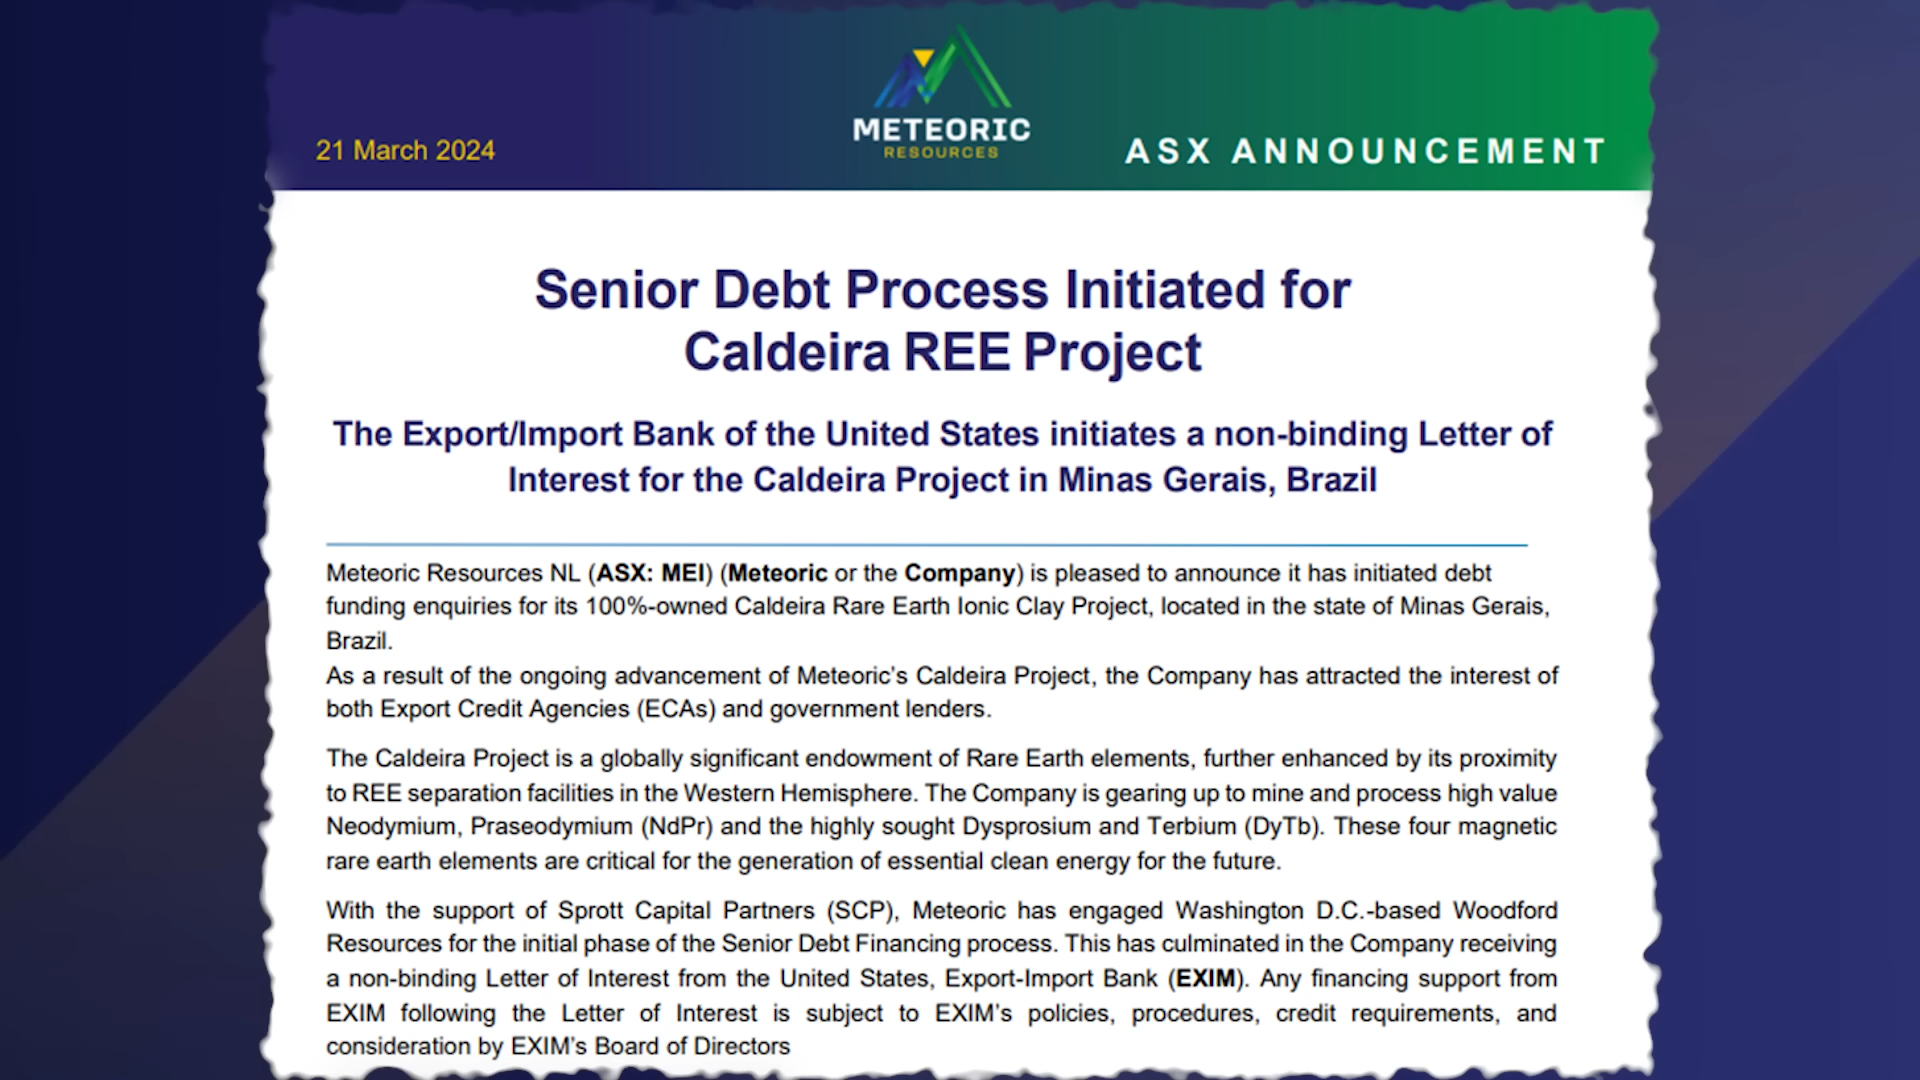 21 March 2024
METEORIC
RESOURCES
ASX ANNOUNCEMENT
Senior Debt Process Initiated for
Caldeira REE Project
The Export/Import Bank of the United States initiates a non-binding Letter of
Interest for the Caldeira Project in Minas Gerais, Brazil
Meteoric Resources NL (ASX: MEI) (Meteoric or the Company) is pleased to announce it has initiated debt
funding enquiries for its 100%-owned Caldeira Rare Earth Ionic Clay Project, located in the state of Minas Gerais,
Brazil.
As a result of the ongoing advancement of Meteoric’s Caldeira Project, the Company has attracted the interest of
both Export Credit Agencies (ECAs) and government lenders.
The Caldeira Project is a globally significant endowment of Rare Earth elements, further enhanced by its proximity
to REE separation facilities in the Western Hemisphere. The Company is gearing up to mine and process high value
Neodymium, Praseodymium (NdPr) and the highly sought Dysprosium and Terbium (DyTb). These four magnetic
rare earth elements are critical for the generation of essential clean energy for the future.
With the support of Sprott Capital Partners (SCP), Meteoric has engaged Washington D.C.-based Woodford
Resources for the initial phase of the Senior Debt Financing process. This has culminated in the Company receiving
a non-binding Letter of Interest from the United States, Export-Import Bank (EXIM). Any financing support from
EXIM following the Letter of Interest is subject to EXIM’s policies, procedures, credit requirements, and
consideration by EXIM’s Board of Directors